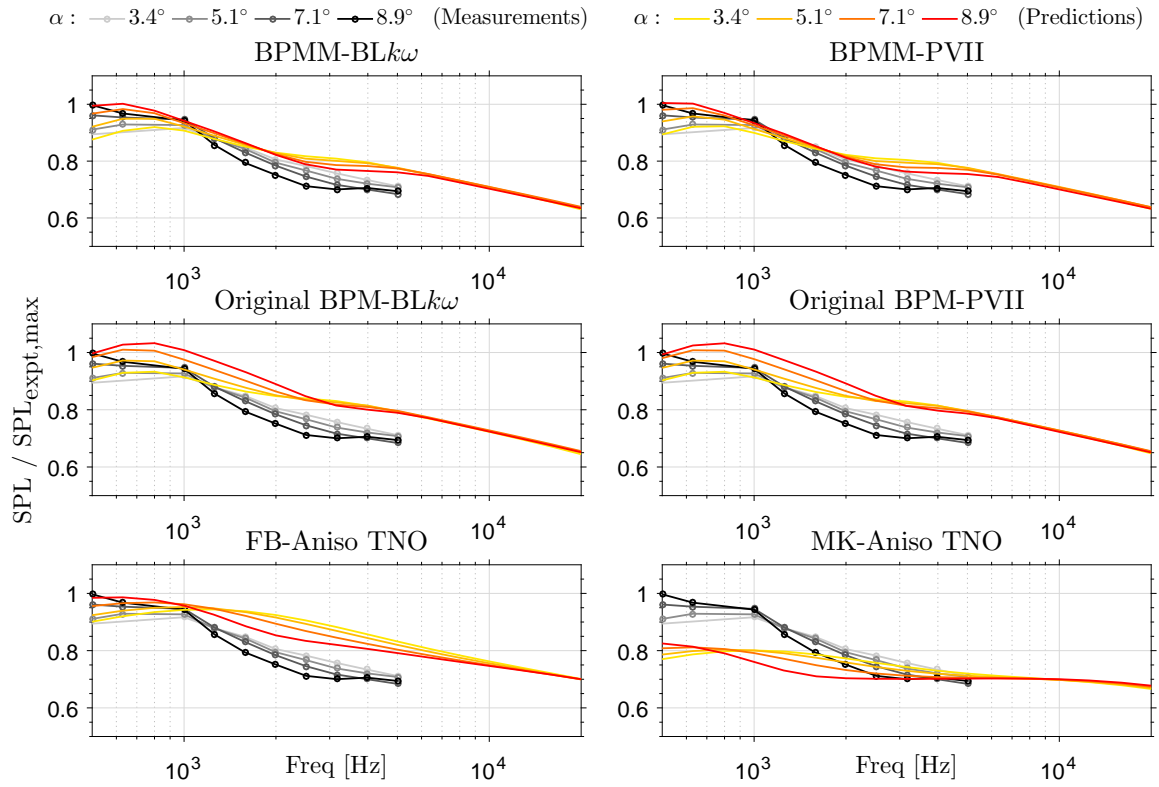 α : 3.4° 5.1° 7.1° 8.9° (Measurements) α : 3.4° 5.1° 7.1° 8.9° (Predictions)
BPMM-BLkω BPMM-PVII
1 1
0.8 0.8
0.6 0.6
10³ 10⁴ 10³ 10⁴
Original BPM-BLkω Original BPM-PVII
1 1
0.8 0.8
0.6 0.6
10³ 10⁴ 10³ 10⁴
SPL / SPLexpt,max
FB-Aniso TNO MK-Aniso TNO
1 1
0.8 0.8
0.6 0.6
10³ Freq [Hz] 10⁴ 10³ Freq [Hz] 10⁴